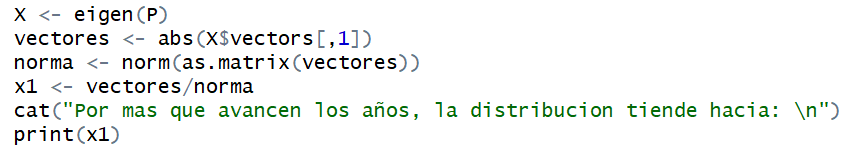 X <- eigen(P)
vectores <- abs(X$vectors[,1])
norma <- norm(as.matrix(vectores))
x1 <- vectores/norma
cat("Por mas que avancen los años, la distribucion tiende hacia: \n")
print(x1)